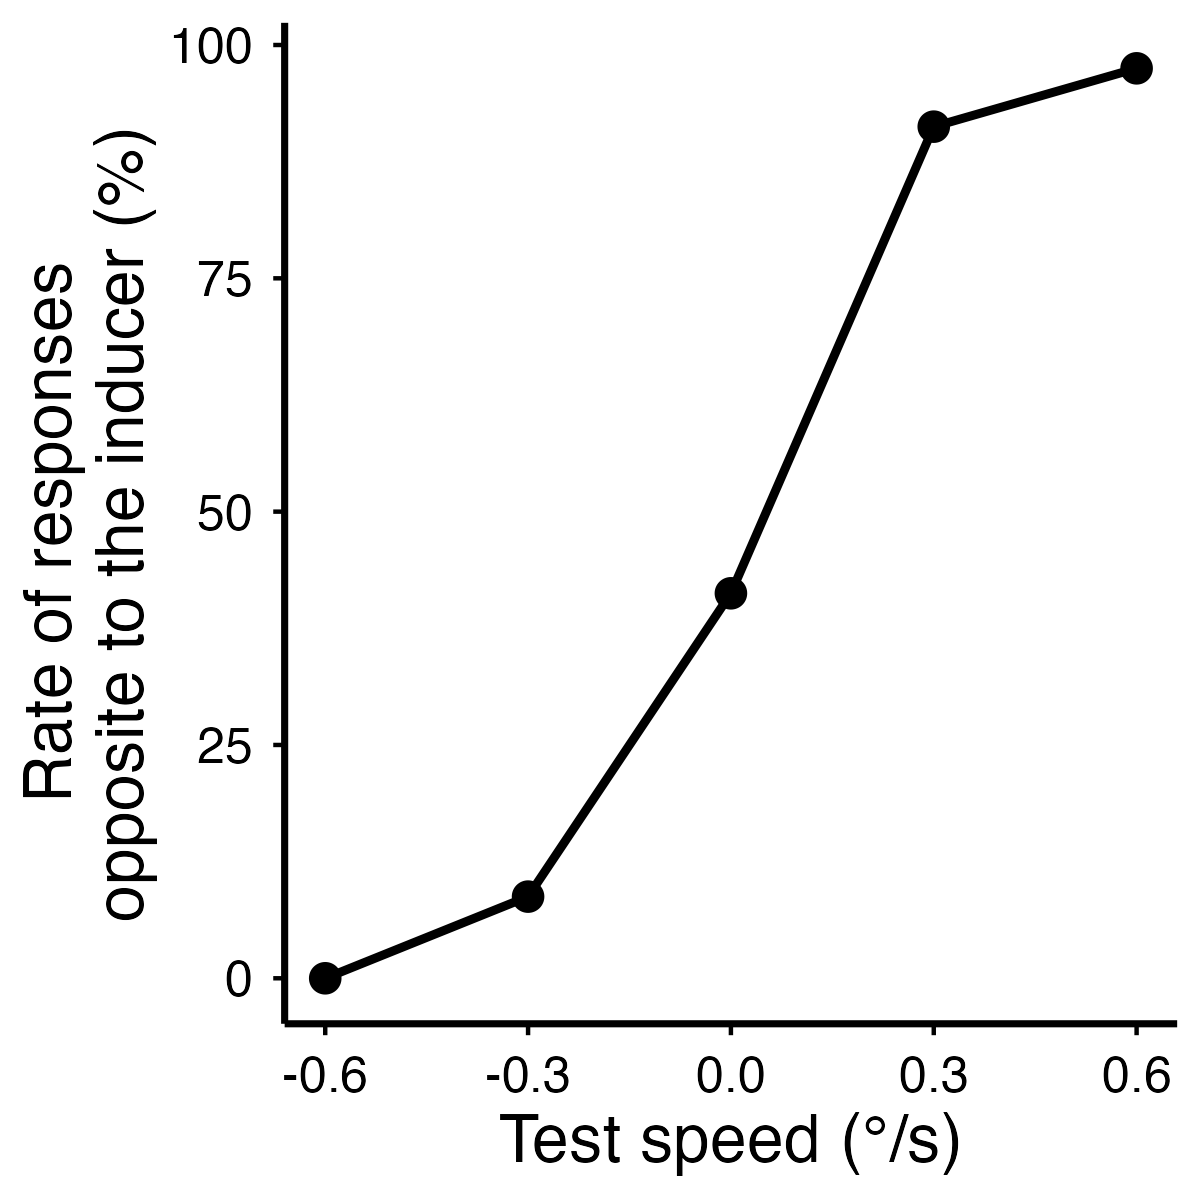 Rate of responses
opposite to the inducer (%)
100
75
50
25
0
-0.6 -0.3 0.0 0.3 0.6
Test speed (°/s)